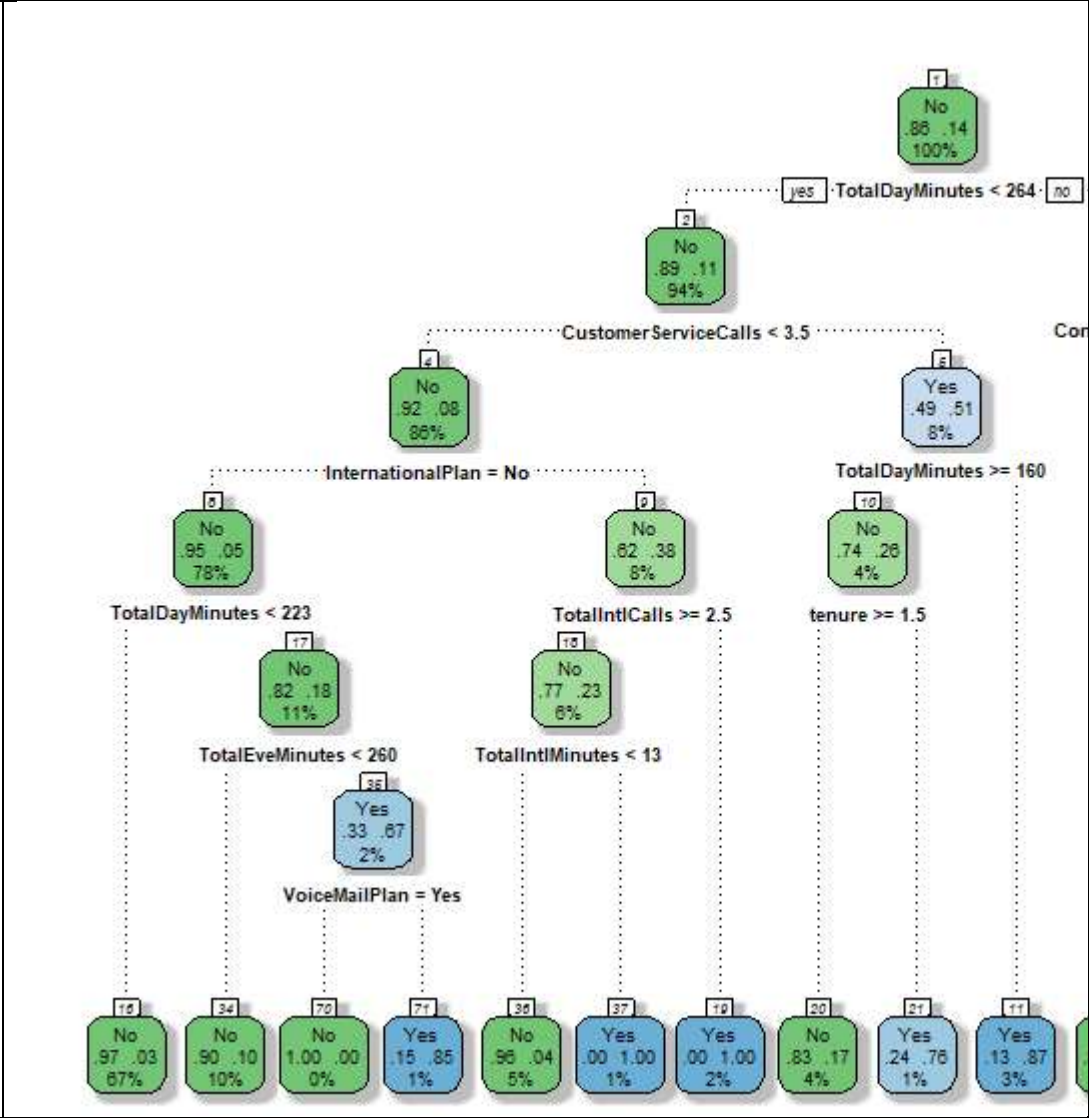 1
No
.86 .14
100%
yes TotalDayMinutes < 264 no
2
No
.89 .11
94%
CustomerServiceCalls < 3.5
Cor
4
No
.92 .08
86%
5
Yes
.49 .51
8%
InternationalPlan = No
TotalDayMinutes >= 160
8
No
.95 .05
78%
9
No
.62 .38
8%
10
No
.74 .26
4%
TotalDayMinutes < 223
TotalIntlCalls >= 2.5
tenure >= 1.5
17
No
.82 .18
11%
18
No
.77 .23
6%
TotalEveMinutes < 260
TotalIntlMinutes < 13
35
Yes
.33 .67
2%
VoiceMailPlan = Yes
16
No
.97 .03
67%
34
No
.90 .10
10%
70
No
1.00 .00
0%
71
Yes
.15 .85
1%
36
No
.96 .04
5%
37
Yes
.00 1.00
1%
19
Yes
.00 1.00
2%
20
No
.83 .17
4%
21
Yes
.24 .76
1%
11
Yes
.13 .87
3%